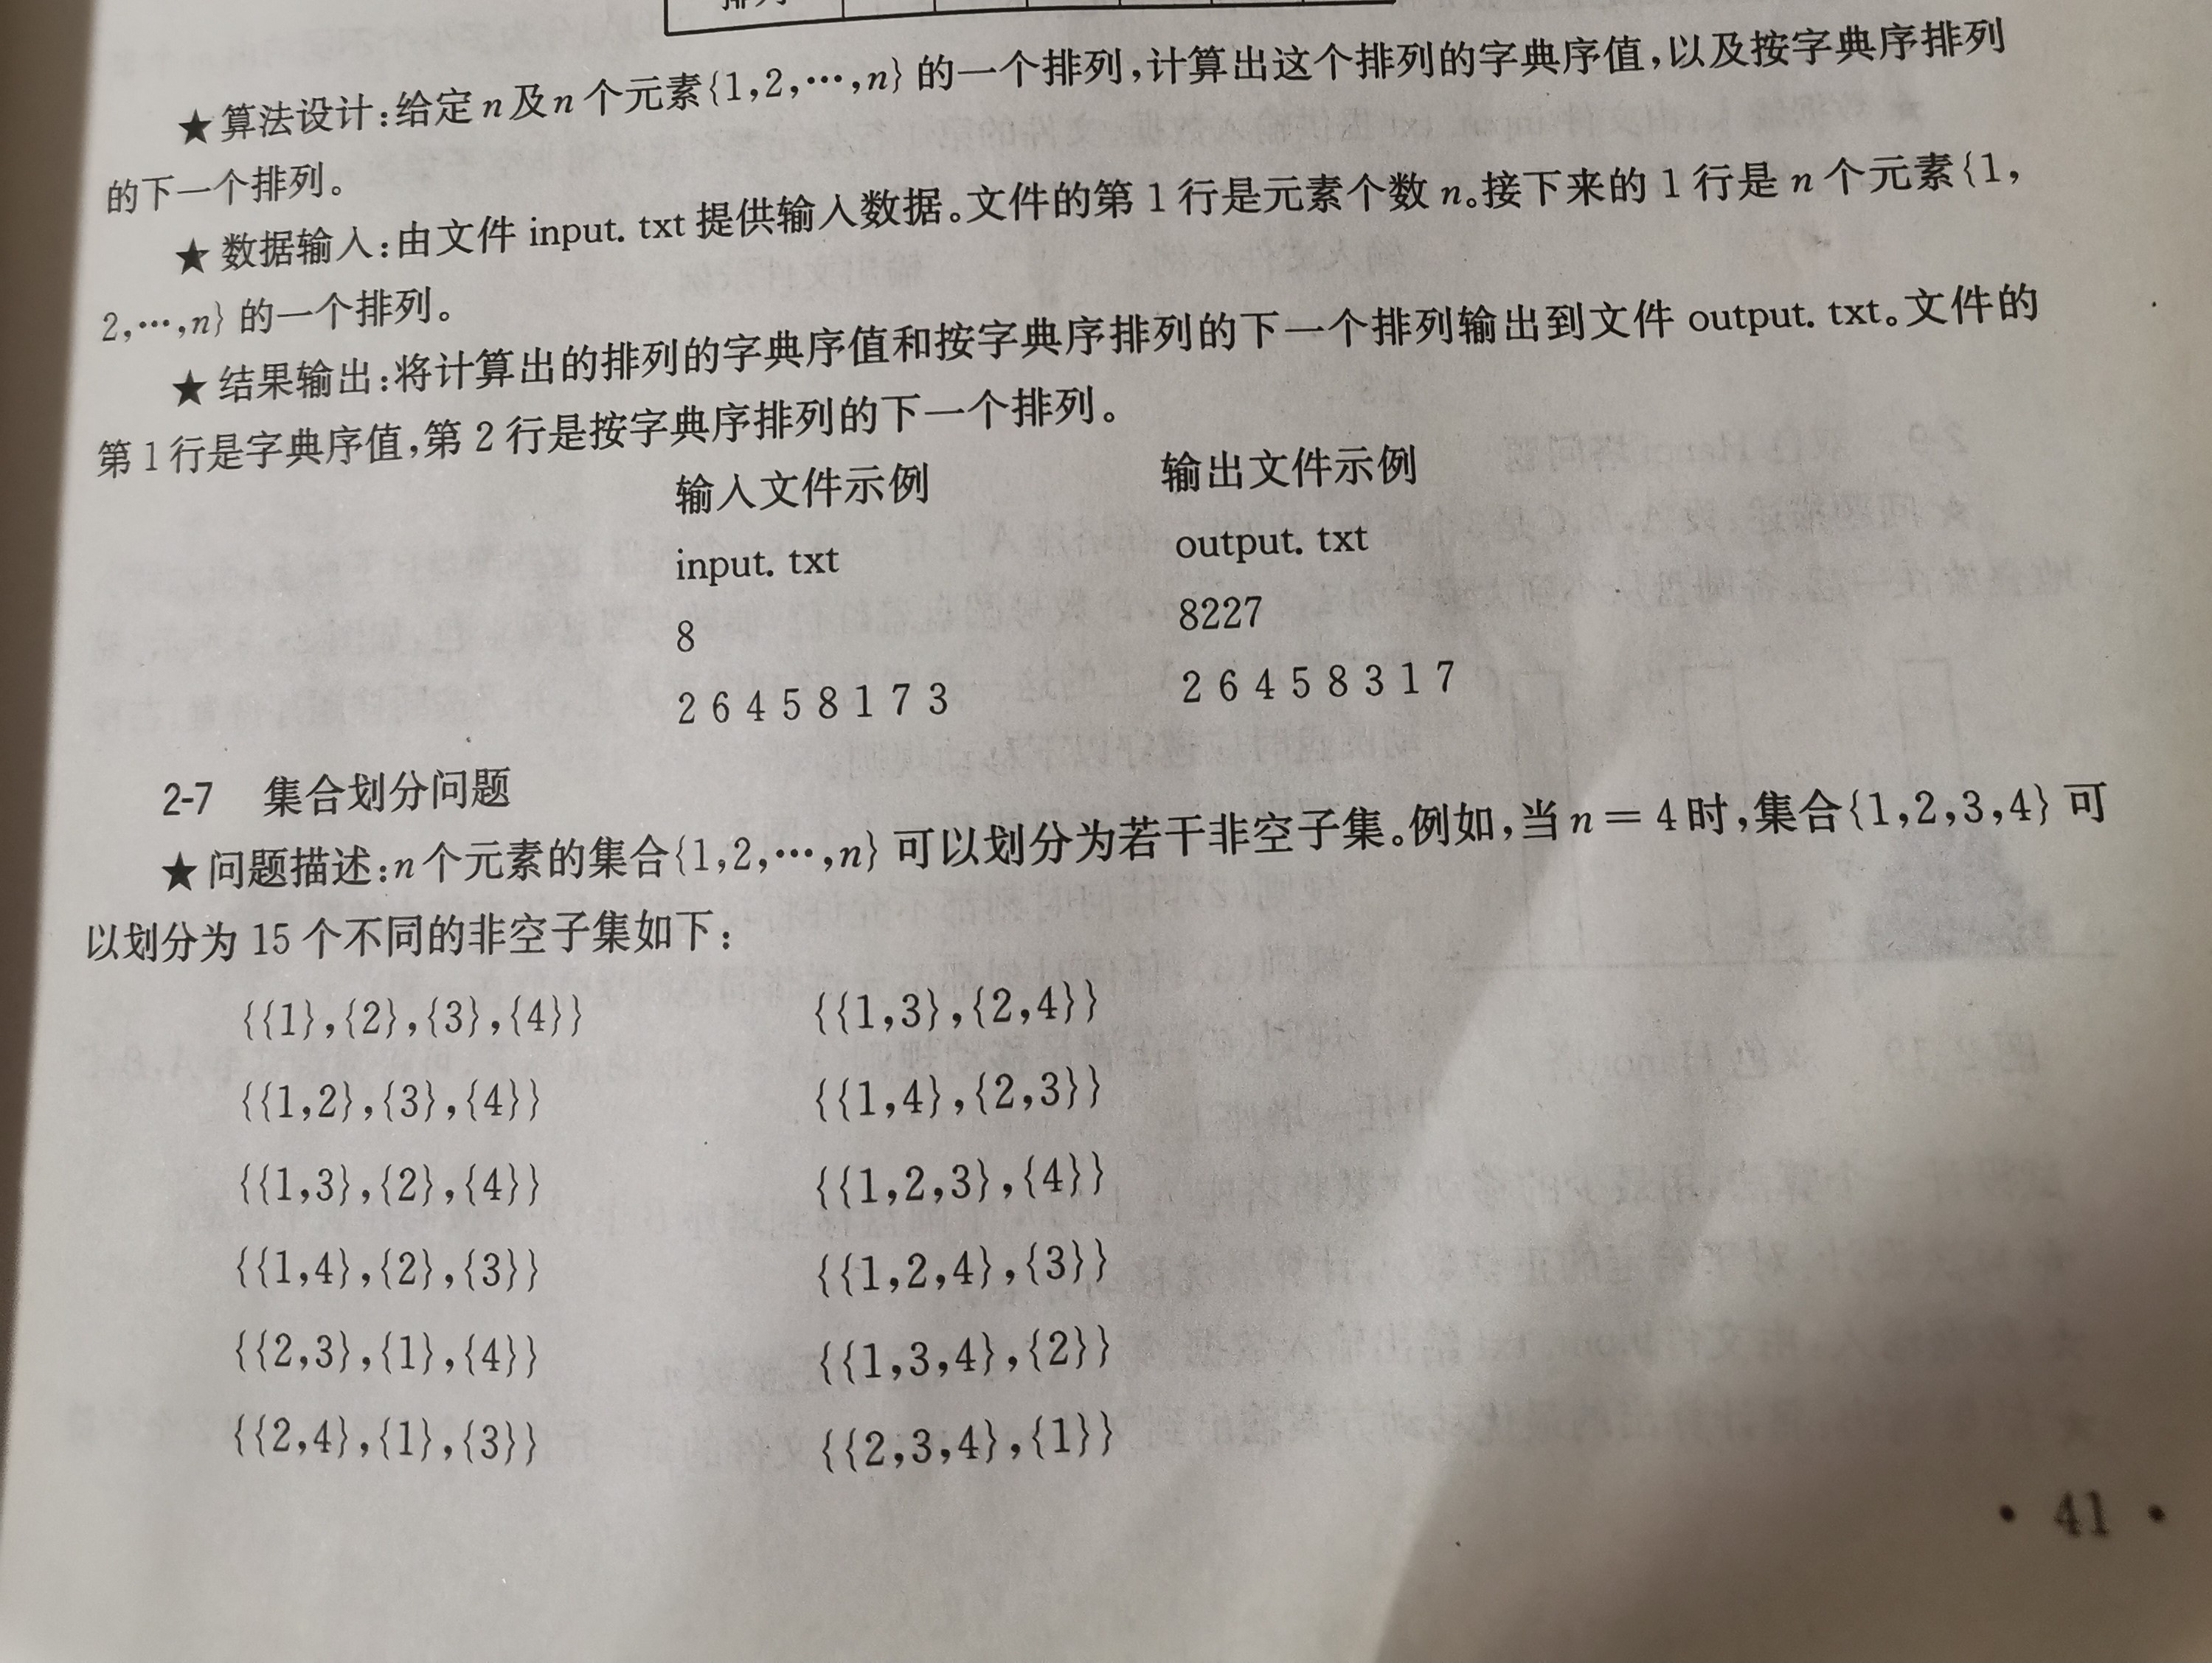 排列
★算法设计:给定n及n个元素{1,2,…,n}的一个排列,计算出这个排列的字典序值,以及按字典序排列
的下一个排列。
★数据输入:由文件 input. txt 提供输入数据。文件的第 1 行是元素个数 n。接下来的 1 行是 n 个元素{1,
2,…,n} 的一个排列。
★结果输出:将计算出的排列的字典序值和按字典序排列的下一个排列输出到文件 output. txt。文件的
第 1 行是字典序值,第 2 行是按字典序排列的下一个排列。
输入文件示例 输出文件示例
input. txt output. txt
8 8227
2 6 4 5 8 1 7 3 2 6 4 5 8 3 1 7
2-7 集合划分问题
★问题描述:n个元素的集合{1,2,…,n} 可以划分为若干非空子集。例如,当 n = 4 时,集合{1,2,3,4} 可
以划分为 15 个不同的非空子集如下:
{{1},{2},{3},{4}} {{1,3},{2,4}}
{{1,2},{3},{4}} {{1,4},{2,3}}
{{1,3},{2},{4}} {{1,2,3},{4}}
{{1,4},{2},{3}} {{1,2,4},{3}}
{{2,3},{1},{4}} {{1,3,4},{2}}
{{2,4},{1},{3}} {{2,3,4},{1}}
• 41 •